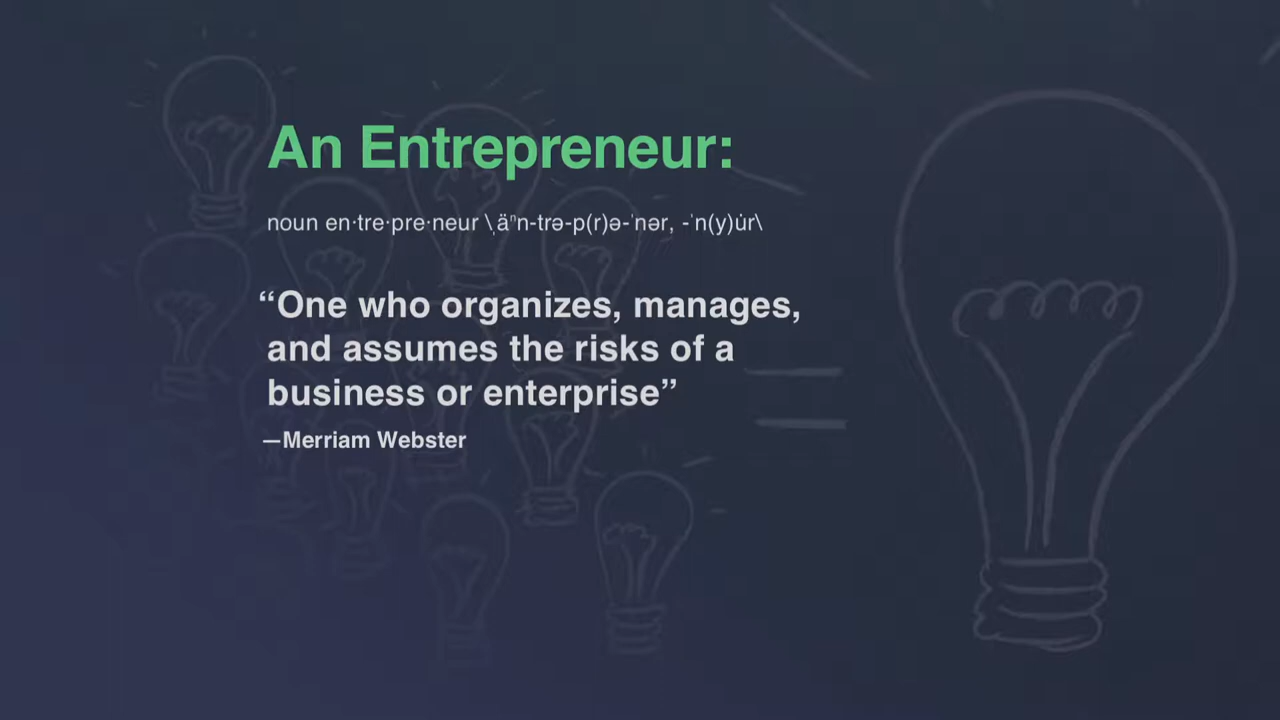 An Entrepreneur:
noun en·tre·pre·neur \ˌäⁿn-trə-p(r)ə-ˈnər, -ˈn(y)u̇r\
“One who organizes, manages,
and assumes the risks of a
business or enterprise”
—Merriam Webster